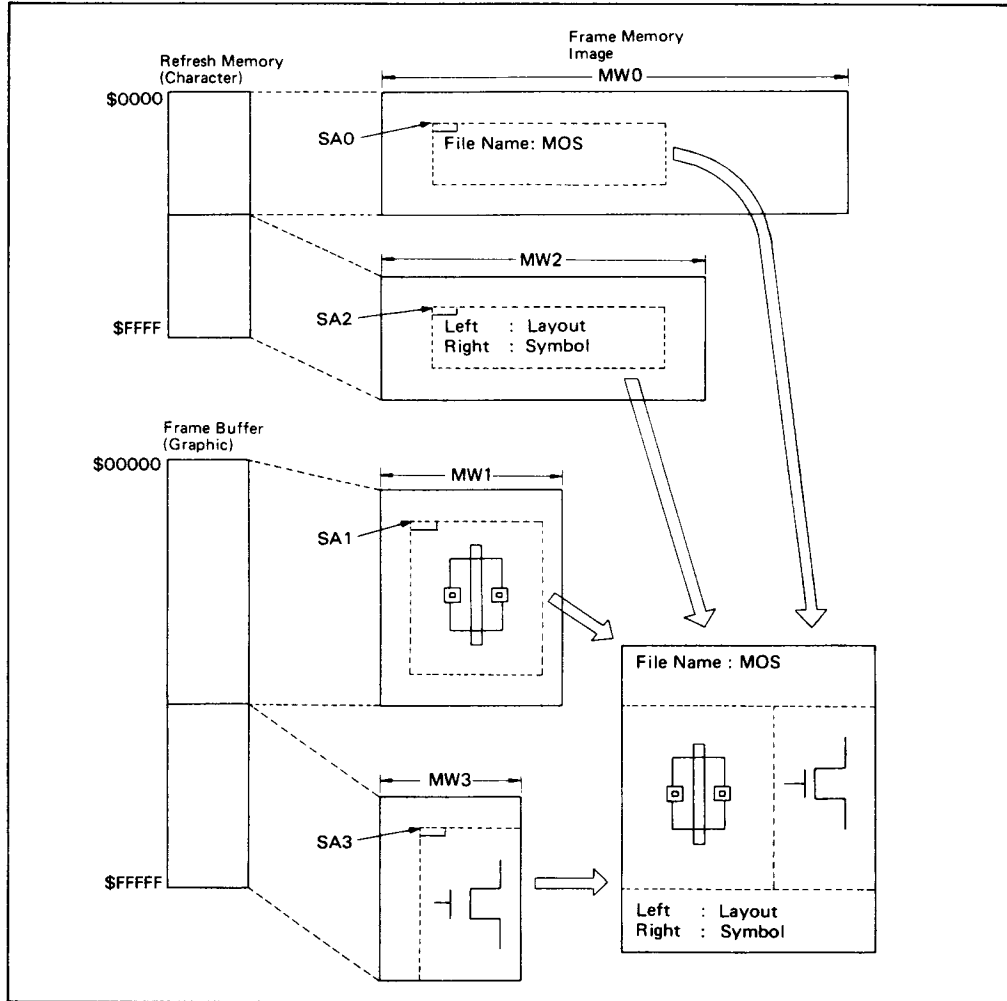 Frame Memory
Image
Refresh Memory
(Character)
MW0
$0000
SA0
File Name: MOS
MW2
SA2
Left : Layout
Right : Symbol
$FFFF
Frame Buffer
(Graphic)
$00000
MW1
SA1
File Name : MOS
MW3
SA3
$FFFFF
Left : Layout
Right : Symbol